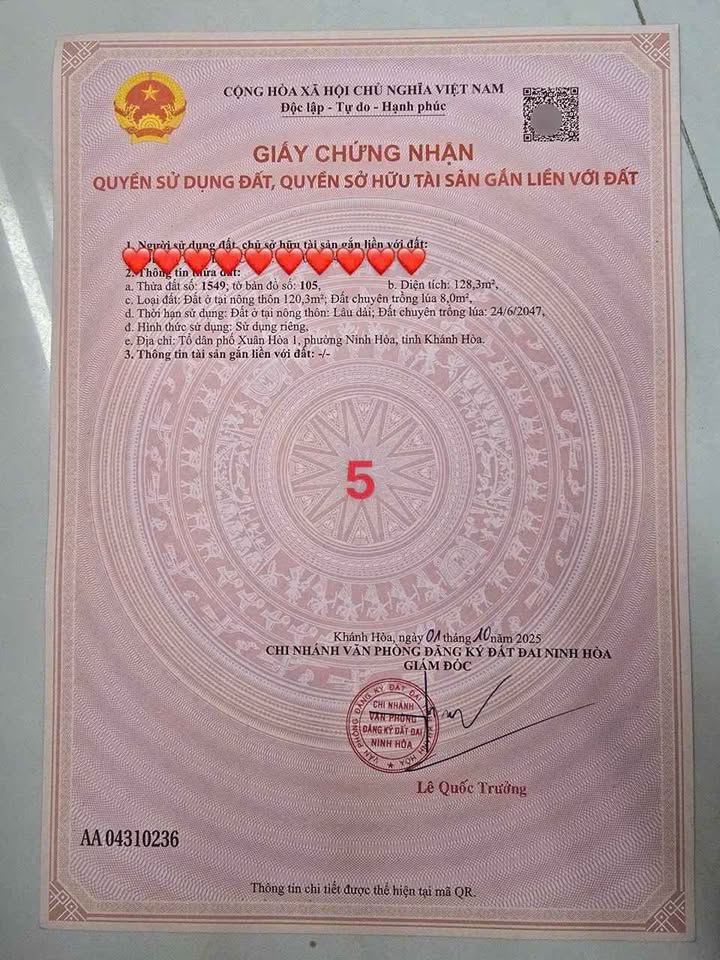 CỘNG HÒA XÃ HỘI CHỦ NGHĨA VIỆT NAM
Độc lập - Tự do - Hạnh phúc
GIẤY CHỨNG NHẬN
QUYỀN SỬ DỤNG ĐẤT, QUYỀN SỞ HỮU TÀI SẢN GẮN LIỀN VỚI ĐẤT
1. Người sử dụng đất, chủ sở hữu tài sản gắn liền với đất:
2. Thông tin thửa đất:
a. Thửa đất số: 1549; tờ bản đồ số: 105, b. Diện tích: 128,3m²,
c. Loại đất: Đất ở tại nông thôn 120,3m²; Đất chuyên trồng lúa 8,0m²,
d. Thời hạn sử dụng: Đất ở tại nông thôn: Lâu dài; Đất chuyên trồng lúa: 24/6/2047,
đ. Hình thức sử dụng: Sử dụng riêng,
e. Địa chỉ: Tổ dân phố Xuân Hòa 1, phường Ninh Hòa, tỉnh Khánh Hòa.
3. Thông tin tài sản gắn liền với đất: -/-
5
Khánh Hòa, ngày 01 tháng 10 năm 2025
CHI NHÁNH VĂN PHÒNG ĐĂNG KÝ ĐẤT ĐAI NINH HÒA
GIÁM ĐỐC
VĂN PHÒNG ĐĂNG KÝ ĐẤT ĐAI KHÁNH HÒA
CHI NHÁNH
VĂN PHÒNG
ĐĂNG KÝ ĐẤT ĐAI
NINH HÒA
Lê Quốc Trưởng
AA 04310236
Thông tin chi tiết được thể hiện tại mã QR.